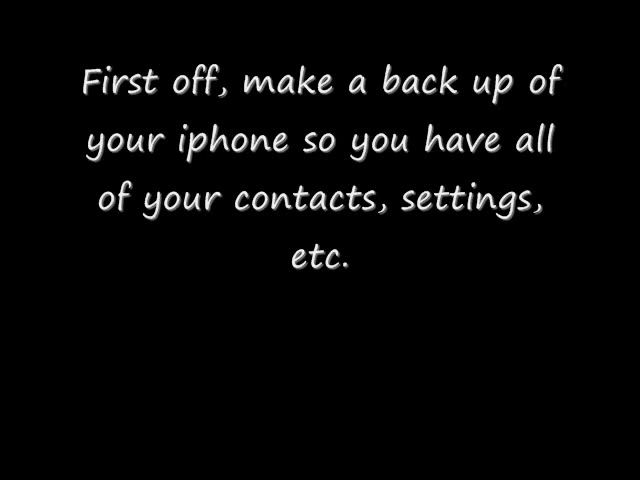 First off, make a back up of
your iphone so you have all
of your contacts, settings,
etc.